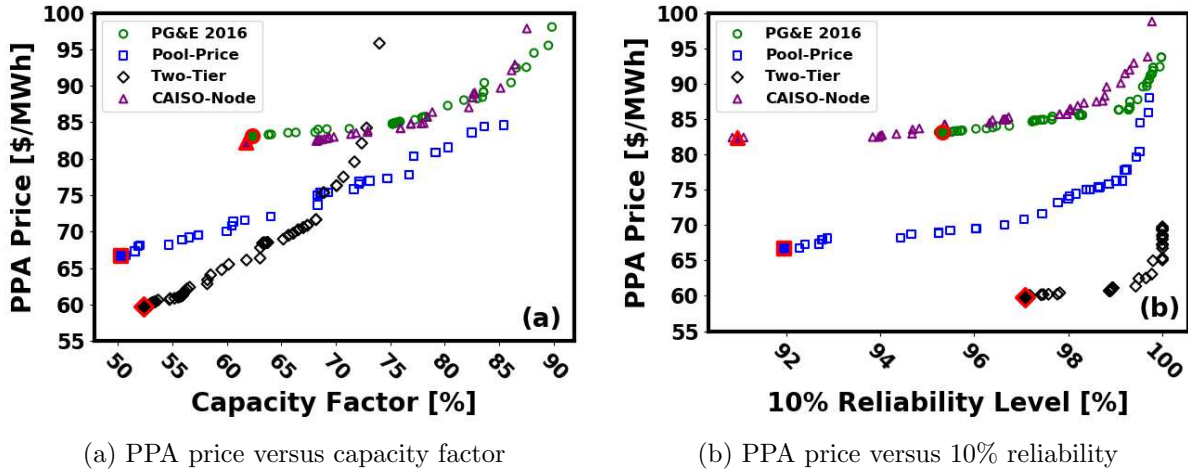 PPA Price [$/MWh]
100
95
90
85
80
75
70
65
60
55
PG&E 2016
Pool-Price
Two-Tier
CAISO-Node
(a)
50 55 60 65 70 75 80 85 90
Capacity Factor [%]
(a) PPA price versus capacity factor
PPA Price [$/MWh]
100
95
90
85
80
75
70
65
60
55
PG&E 2016
Pool-Price
Two-Tier
CAISO-Node
(b)
92 94 96 98 100
10% Reliability Level [%]
(b) PPA price versus 10% reliability